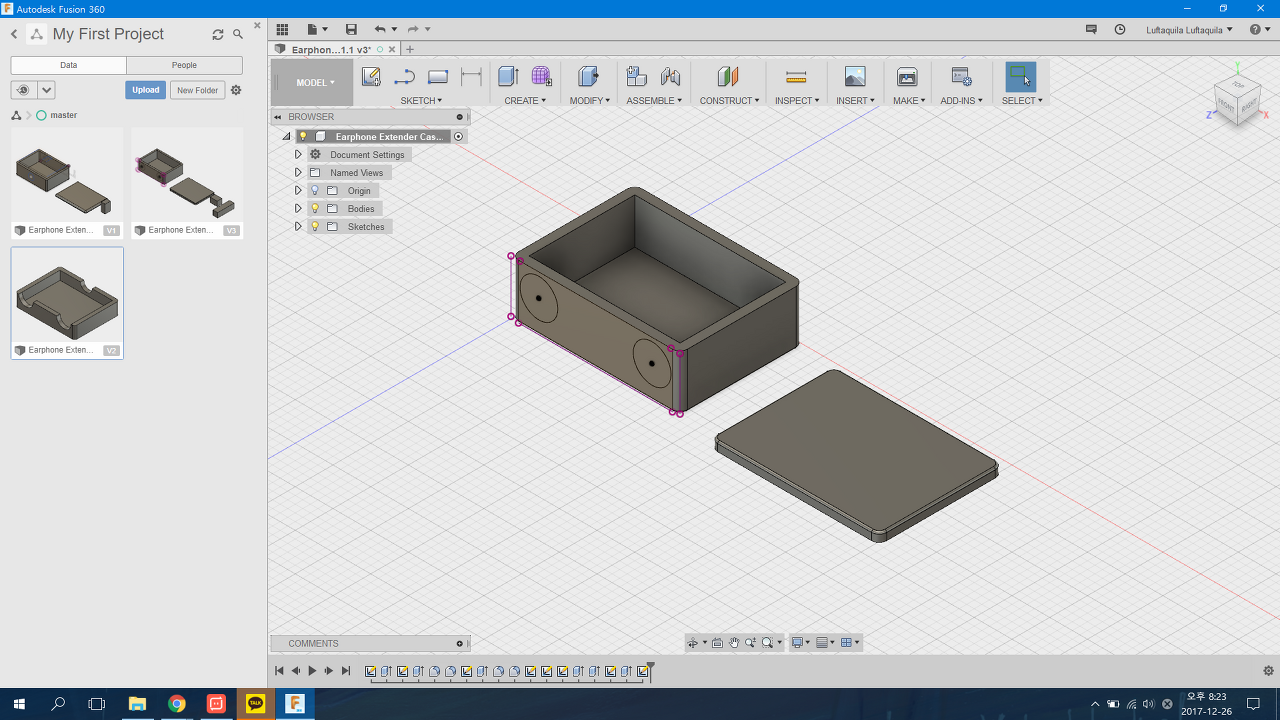 Autodesk Fusion 360
My First Project
Data
People
Upload
New Folder
master
Earphone Exten...
V1
Earphone Exten...
V3
Earphone Exten...
V2
Luftaquila Luftaquila
Earphon...1.1 v3*
MODEL
SKETCH
CREATE
MODIFY
ASSEMBLE
CONSTRUCT
INSPECT
INSERT
MAKE
ADD-INS
SELECT
BROWSER
Earphone Extender Cas...
Document Settings
Named Views
Origin
Bodies
Sketches
Y
TOP
FRONT
RIGHT
Z
X
COMMENTS
TALK
F
오후 8:23
2017-12-26